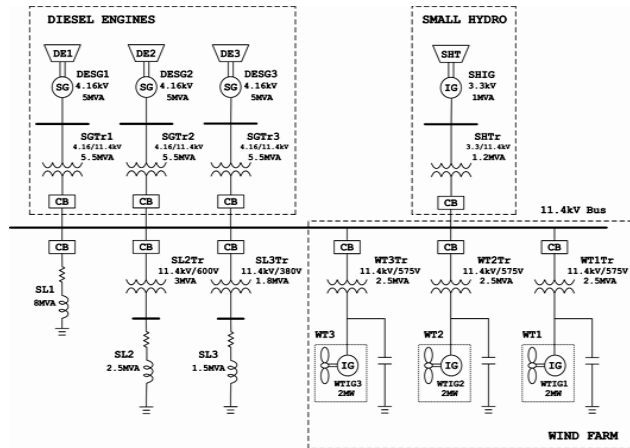 DIESEL ENGINES
SMALL HYDRO
DE1
DE2
DE3
SHT
SG
DESG1
4.16kV
5MVA
SG
DESG2
4.16kV
5MVA
SG
DESG3
4.16kV
5MVA
IG
SHIG
3.3kV
1MVA
SGTr1
4.16/11.4kV
5.5MVA
SGTr2
4.16/11.4kV
5.5MVA
SGTr3
4.16/11.4kV
5.5MVA
SHTr
3.3/11.4kV
1.2MVA
CB
CB
CB
CB
11.4kV Bus
CB
CB
CB
CB
CB
CB
SL1
8MVA
SL2Tr
11.4kV/600V
3MVA
SL3Tr
11.4kV/380V
1.8MVA
WT3Tr
11.4kV/575V
2.5MVA
WT2Tr
11.4kV/575V
2.5MVA
WT1Tr
11.4kV/575V
2.5MVA
SL2
2.5MVA
SL3
1.5MVA
WT3
IG
WTIG3
2MW
WT2
IG
WTIG2
2MW
WT1
IG
WTIG1
2MW
WIND FARM